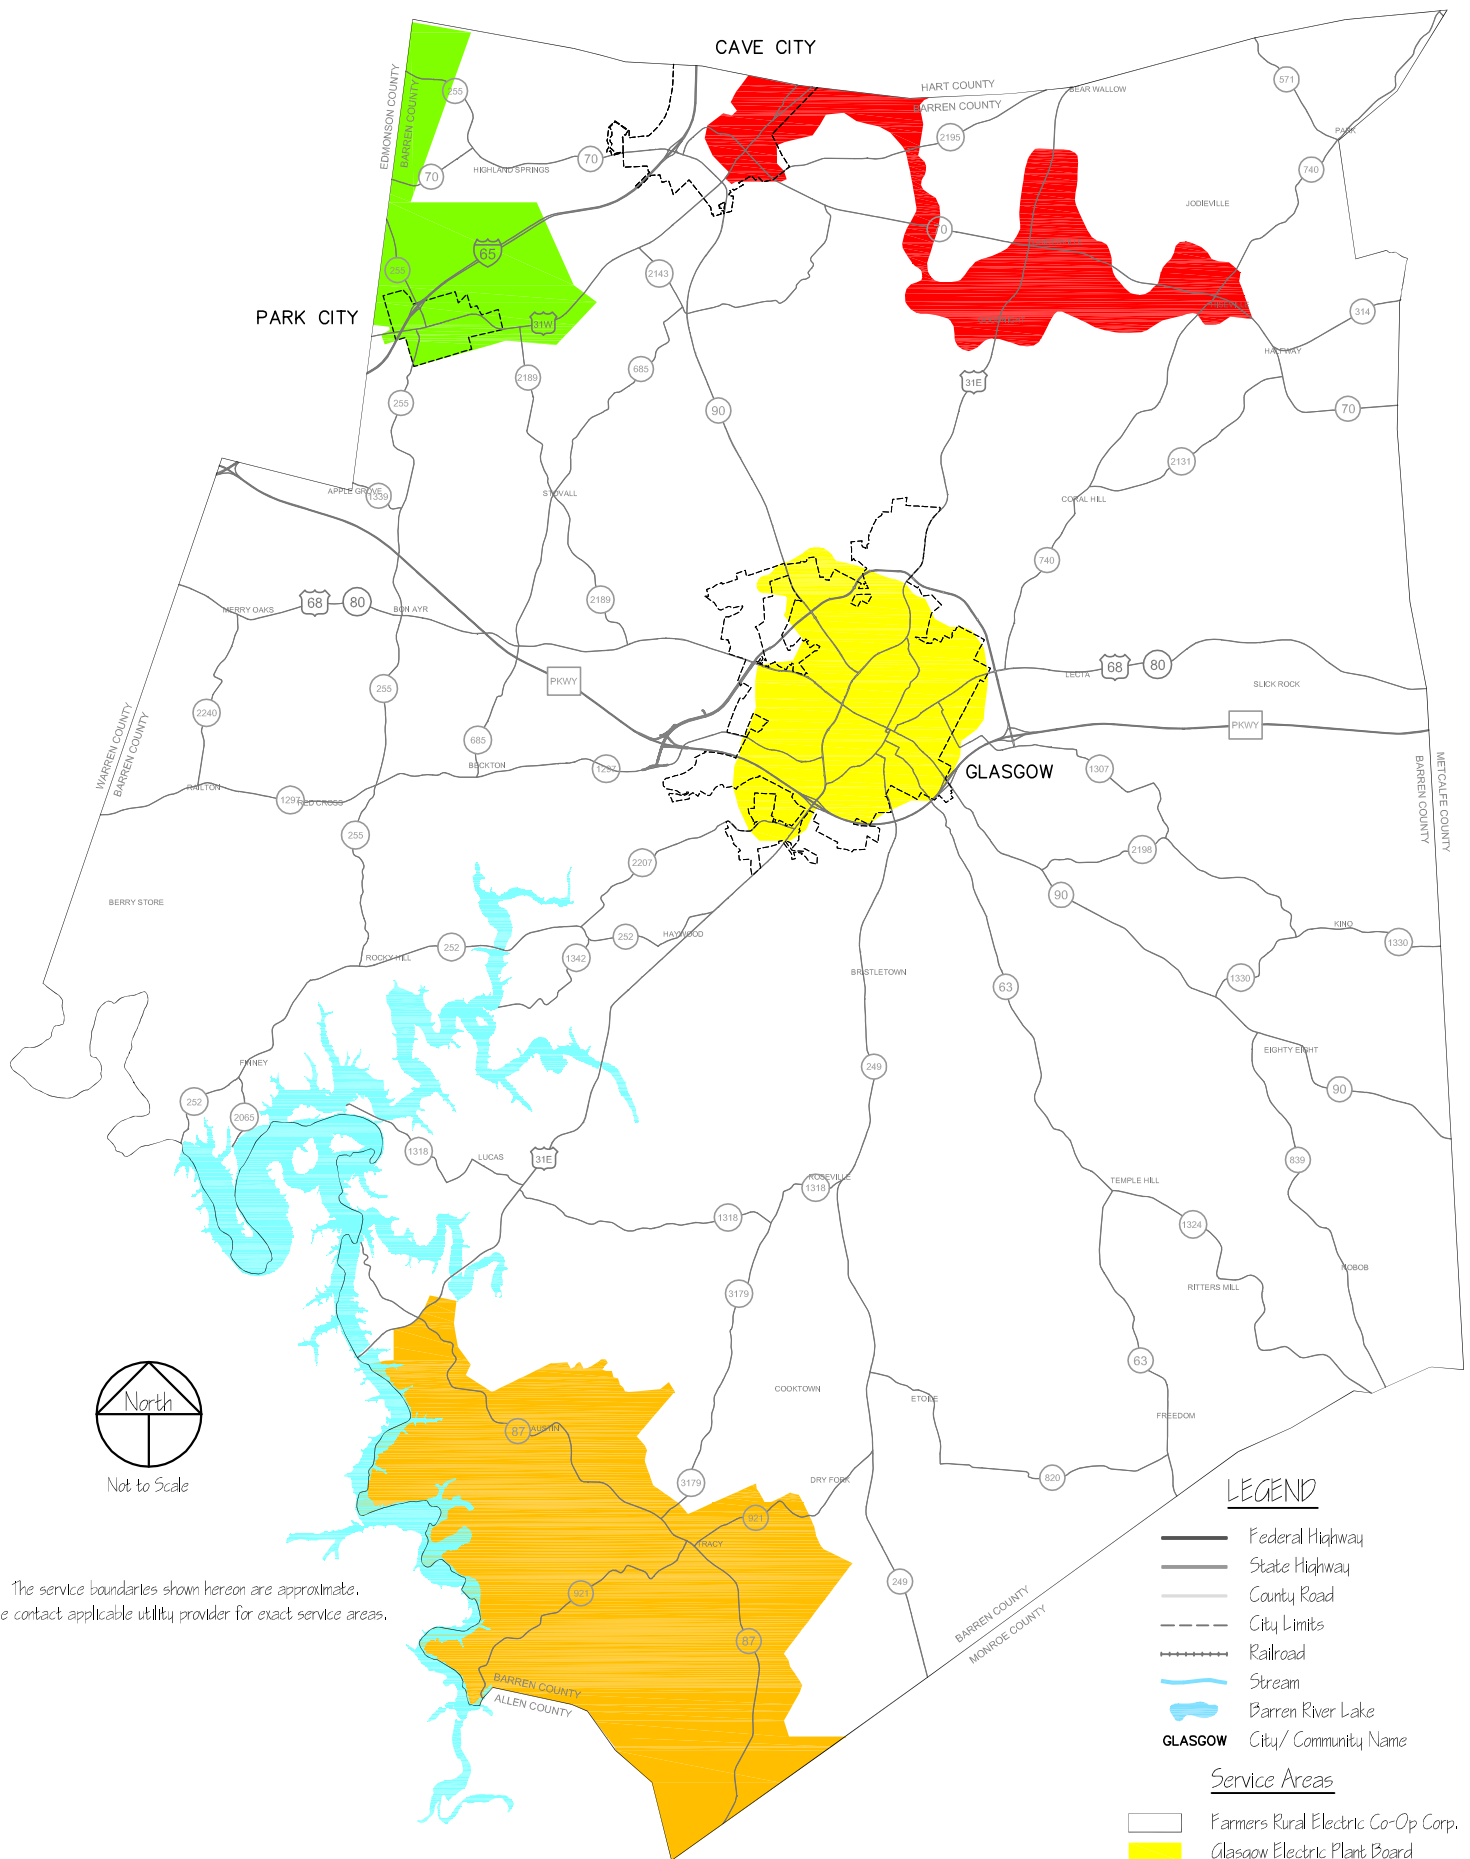 CAVE CITY
HART COUNTY
BARREN COUNTY
BEAR WALLOW
571
EDMONSON COUNTY
BARREN COUNTY
255
2195
PARK
70
70
HIGHLAND SPRINGS
740
JODIEVILLE
70
65
255
2143
PARK CITY
31W
314
HALFWAY
685
2189
31E
255
90
70
2131
APPLE GROVE
1339
STOVALL
CORAL HILL
740
MERRY OAKS
68
80
BON AYR
2189
LECTA
68
80
SLICK ROCK
PKWY
255
2240
PKWY
WARREN COUNTY
BARREN COUNTY
685
BECKTON
1297
GLASGOW
1307
METCALFE COUNTY
BARREN COUNTY
RAILTON
1297
RED CROSS
255
2207
2198
90
BERRY STORE
KINO
1330
252
HAYWOOD
252
ROCKY HILL
1342
BRISTLETOWN
1330
63
EIGHTY EIGHT
FINNEY
249
90
252
2065
1318
LUCAS
31E
839
ROSEVILLE
1318
TEMPLE HILL
1318
1324
NOBOB
RITTERS MILL
3179
63
North
Not to Scale
COOKTOWN
ETOILE
FREEDOM
87
AUSTIN
3179
DRY FORK
820
921
TRACY
249
921
87
The service boundaries shown hereon are approximate.
e contact applicable utility provider for exact service areas.
BARREN COUNTY
MONROE COUNTY
BARREN COUNTY
ALLEN COUNTY
LEGEND
Federal Highway
State Highway
County Road
City Limits
Railroad
Stream
Barren River Lake
GLASGOW City/ Community Name
Service Areas
Farmers Rural Electric Co-Op Corp.
Glasgow Electric Plant Board